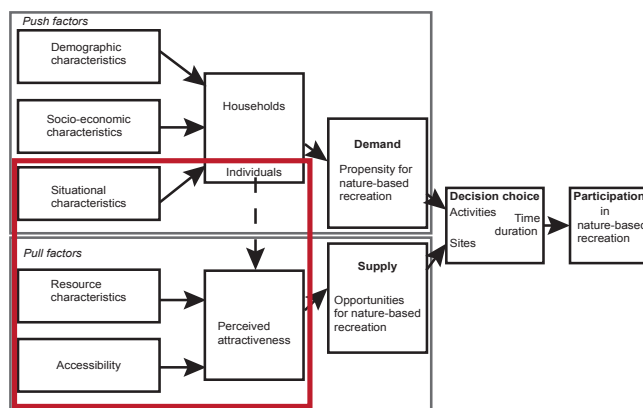 Push factors
Demographic
characteristics
Socio-economic
characteristics
Situational
characteristics
Households
Individuals
Demand
Propensity for
nature-based
recreation
Pull factors
Resource
characteristics
Accessibility
Perceived
attractiveness
Supply
Opportunities
for nature-based
recreation
Decision choice
Activities
Time
duration
Sites
Participation
in
nature-based
recreation